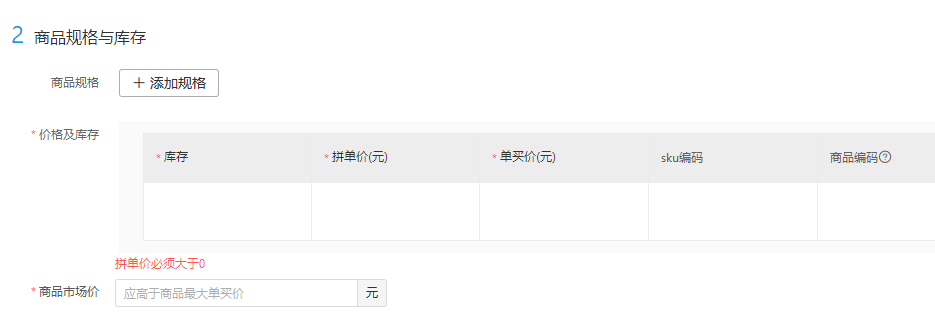 2 商品规格与库存
商品规格 + 添加规格
* 价格及库存
* 库存 * 拼单价(元) * 单买价(元) sku编码 商品编码?
拼单价必须大于0
* 商品市场价 应高于商品最大单买价 元